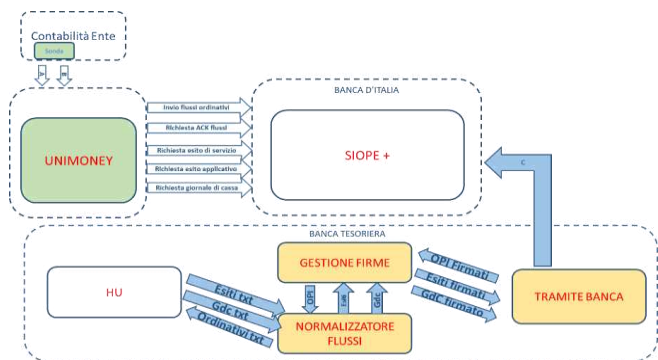 Contabilità Ente
Sonda
A
B
UNIMONEY
Invio flussi ordinativi
Richiesta ACK flussi
Richiesta esito di servizio
Richiesta esito applicativo
Richiesta giornale di cassa
BANCA D'ITALIA
SIOPE +
C
BANCA TESORIERA
HU
Esiti txt
Gdc txt
Ordinativi txt
GESTIONE FIRME
OPI
Esiti
Gdc
NORMALIZZATORE
FLUSSI
OPI Firmati
Esiti firmati
GdC firmato
TRAMITE BANCA